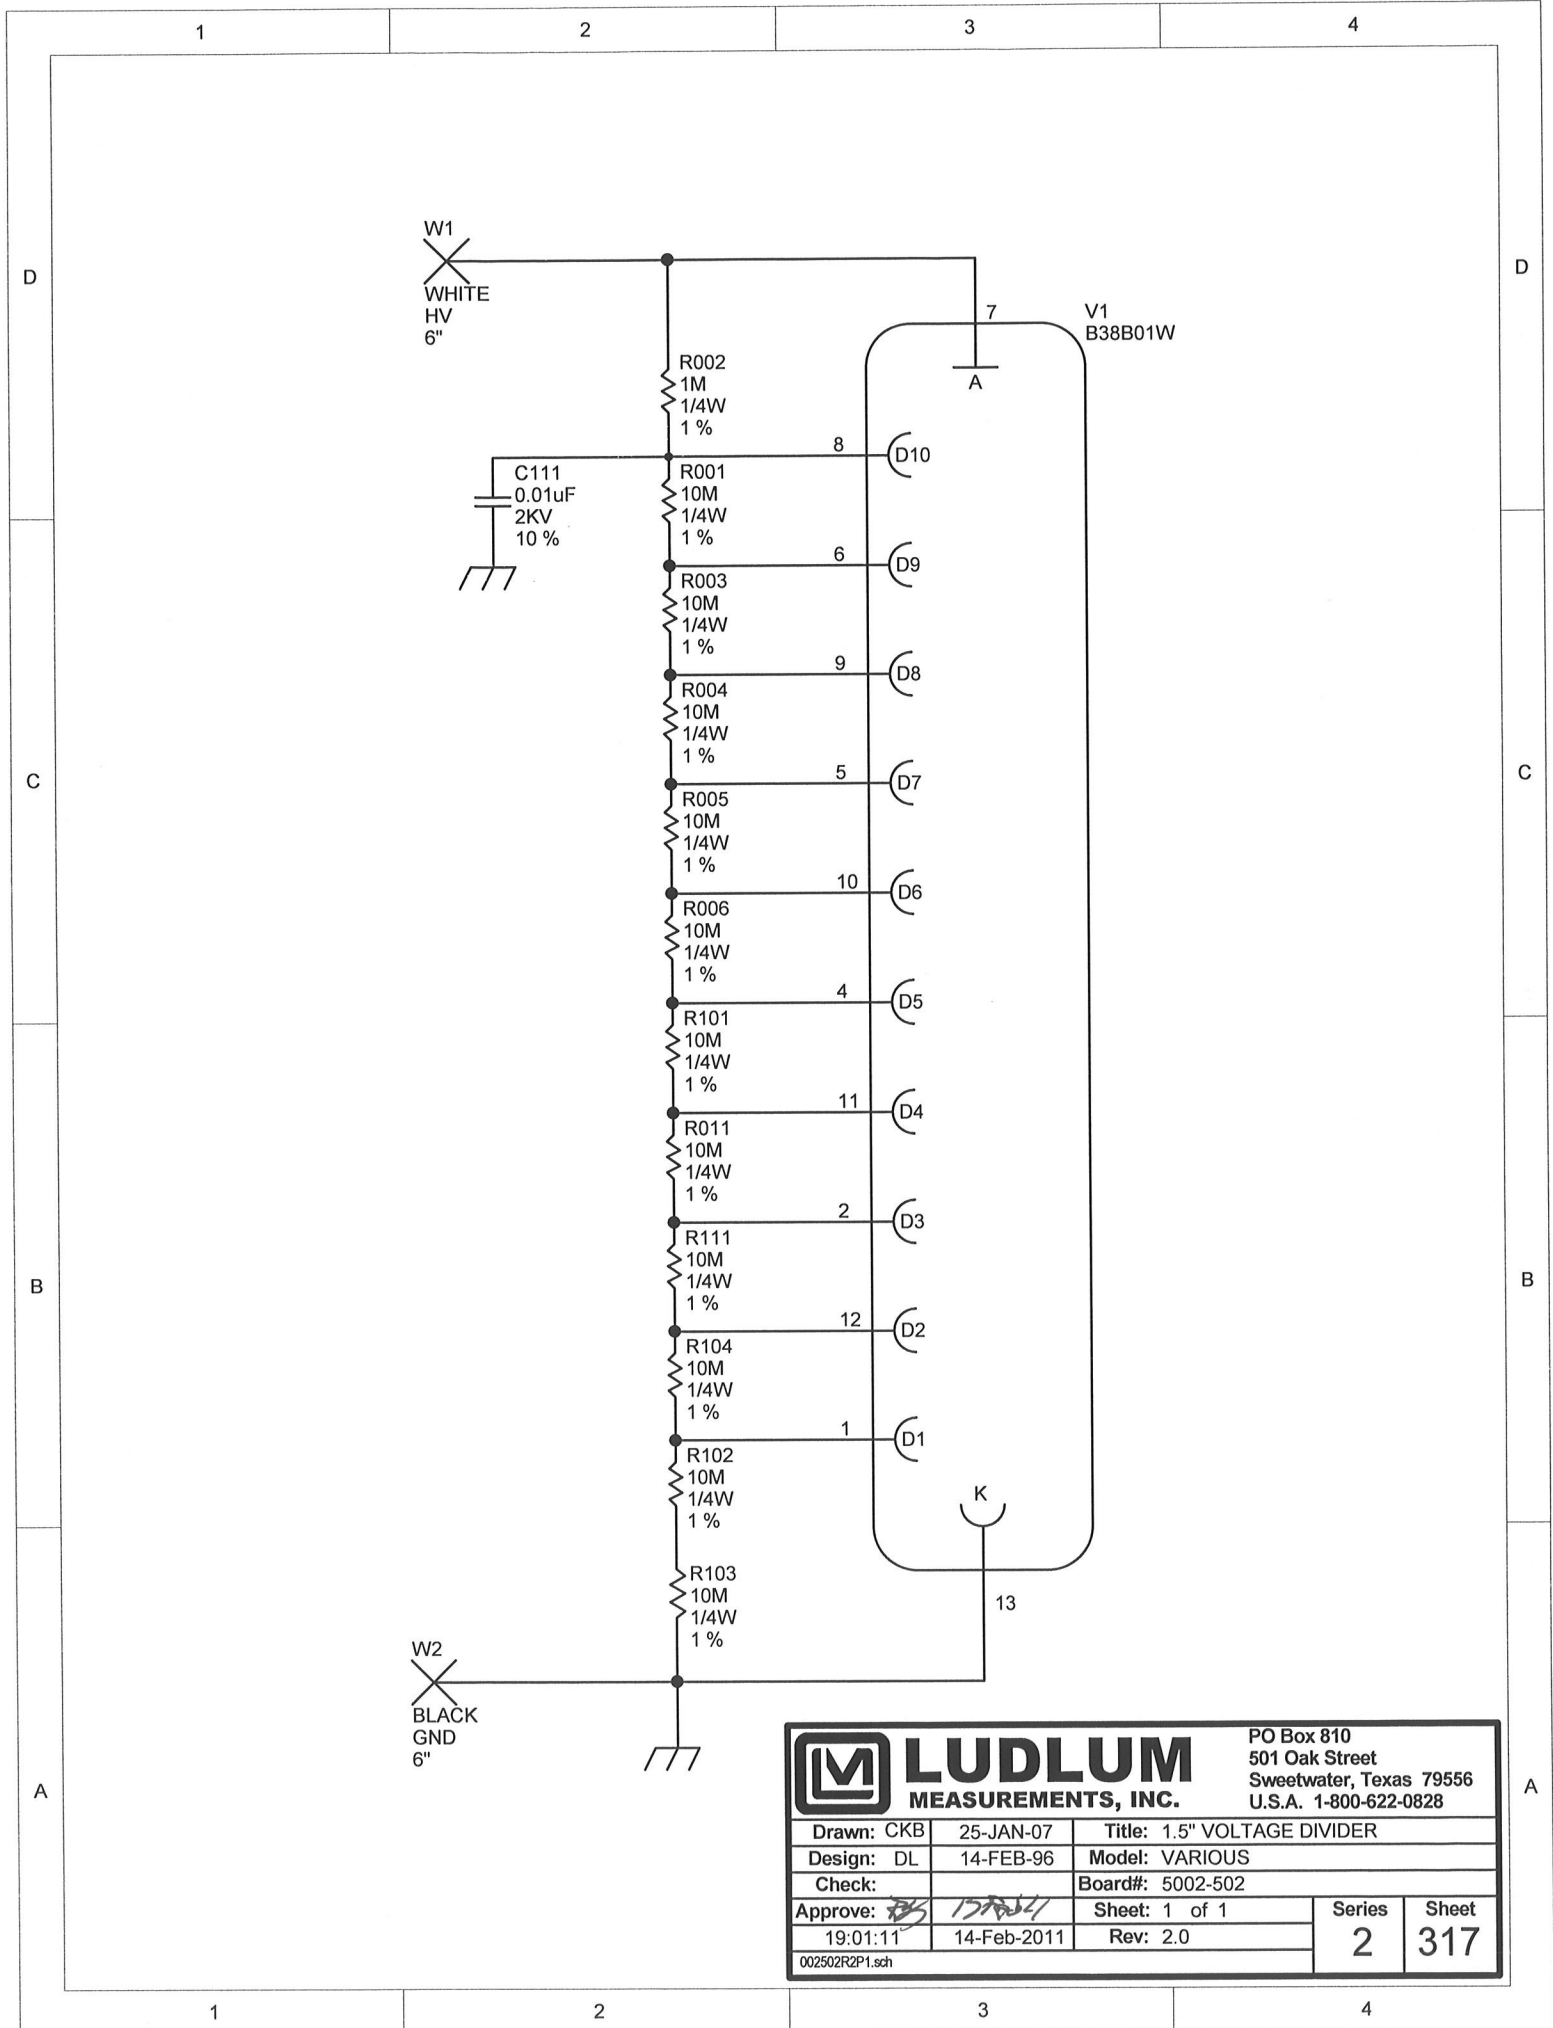 1 2 3 4
D D
C C
B B
A A
W1
WHITE
HV
6"
R002
1M
1/4W
1 %
C111
0.01uF
2KV
10 %
R001
10M
1/4W
1 %
R003
10M
1/4W
1 %
R004
10M
1/4W
1 %
R005
10M
1/4W
1 %
R006
10M
1/4W
1 %
R101
10M
1/4W
1 %
R011
10M
1/4W
1 %
R111
10M
1/4W
1 %
R104
10M
1/4W
1 %
R102
10M
1/4W
1 %
R103
10M
1/4W
1 %
W2
BLACK
GND
6"
V1
B38B01W
7
A
8 D10
6 D9
9 D8
5 D7
10 D6
4 D5
11 D4
2 D3
12 D2
1 D1
K
13
LM LUDLUM
MEASUREMENTS, INC.
PO Box 810
501 Oak Street
Sweetwater, Texas 79556
U.S.A. 1-800-622-0828
Drawn: CKB 25-JAN-07 Title: 1.5" VOLTAGE DIVIDER
Design: DL 14-FEB-96 Model: VARIOUS
Check: Board#: 5002-502
Approve: Sheet: 1 of 1
19:01:11 14-Feb-2011 Rev: 2.0
Series
2
Sheet
317
002502R2P1.sch
1 2 3 4